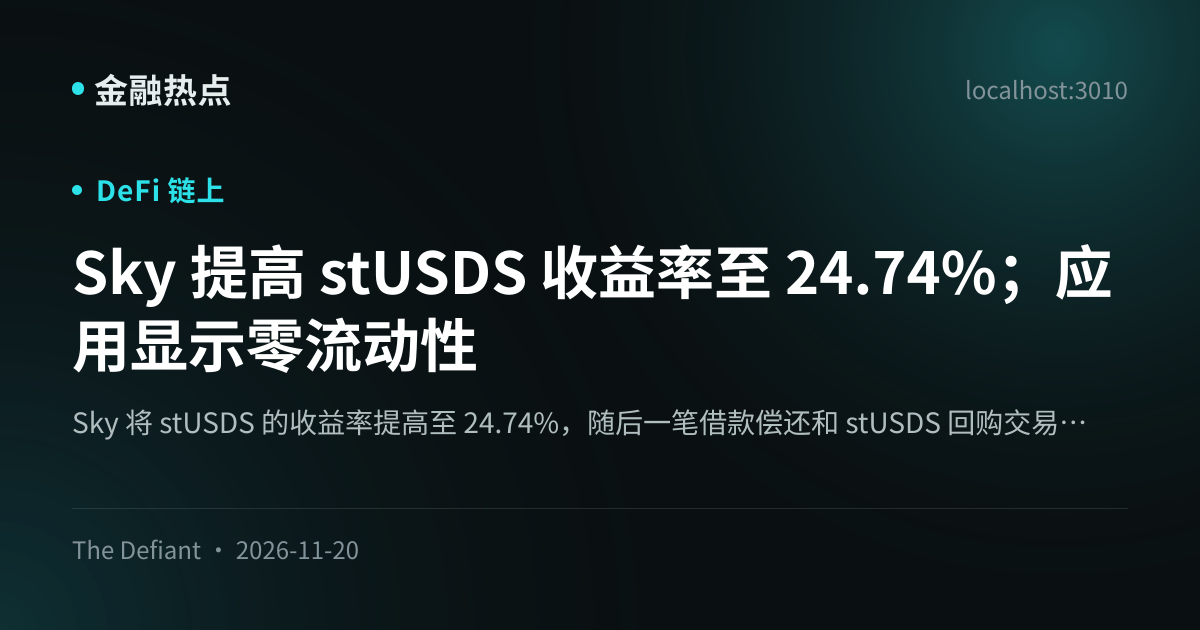 金融热点
localhost:3010
DeFi 链上
Sky 提高 stUSDS 收益率至 24.74%；应
用显示零流动性
Sky 将 stUSDS 的收益率提高至 24.74%，随后一笔借款偿还和 stUSDS 回购交易…
The Defiant · 2026-11-20